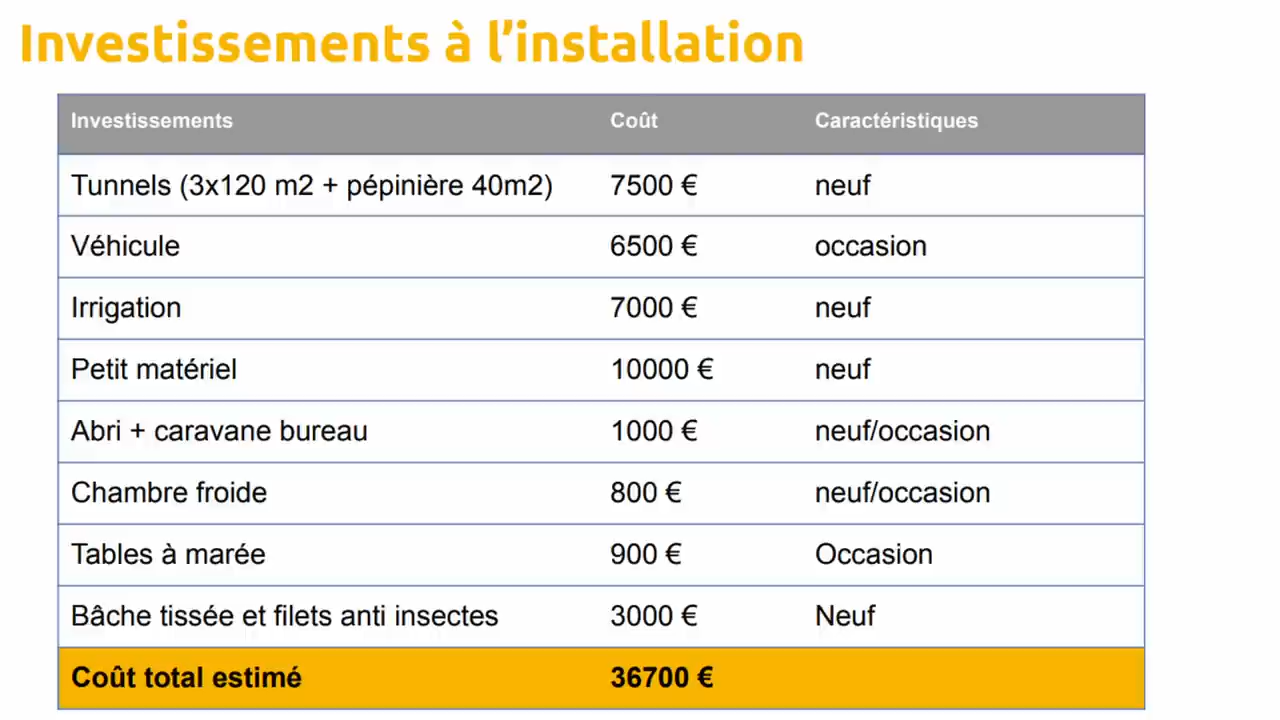 Investissements à l'installation
Investissements Coût Caractéristiques
Tunnels (3x120 m2 + pépinière 40m2) 7500 € neuf
Véhicule 6500 € occasion
Irrigation 7000 € neuf
Petit matériel 10000 € neuf
Abri + caravane bureau 1000 € neuf/occasion
Chambre froide 800 € neuf/occasion
Tables à marée 900 € Occasion
Bâche tissée et filets anti insectes 3000 € Neuf
Coût total estimé 36700 €